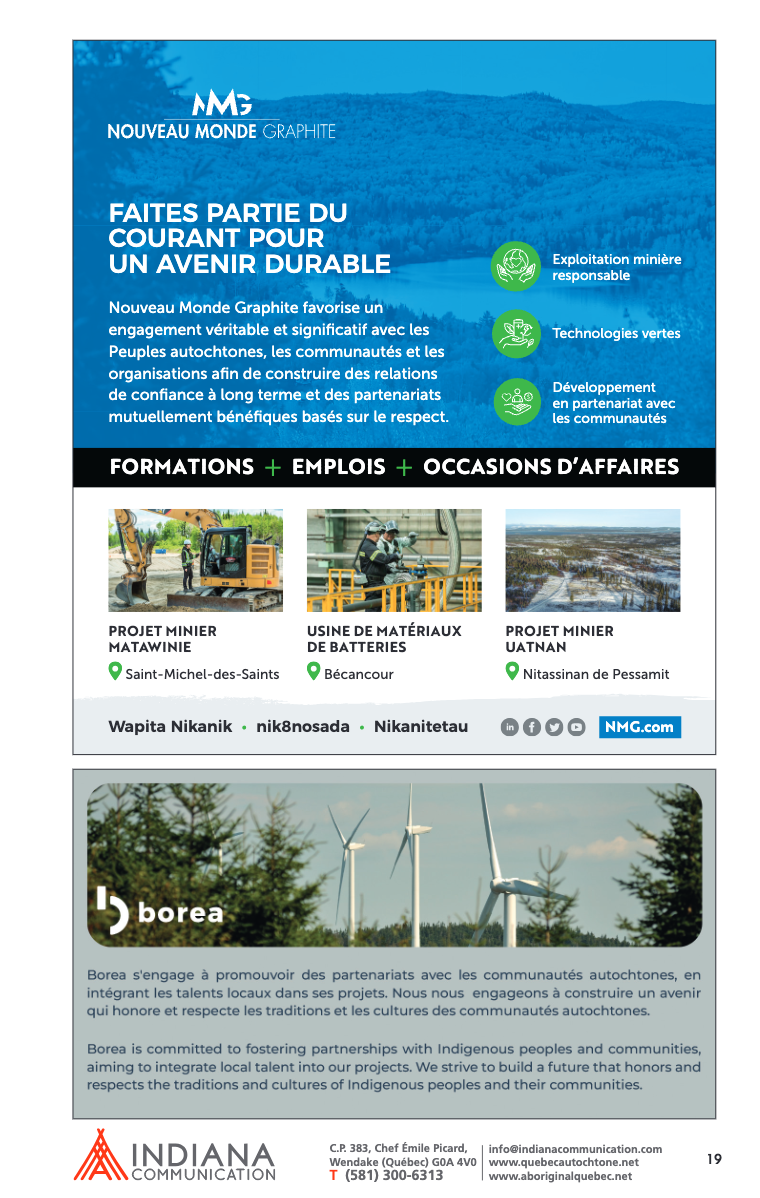 NMG
NOUVEAU MONDE GRAPHITE
FAITES PARTIE DU
COURANT POUR
UN AVENIR DURABLE
Nouveau Monde Graphite favorise un
engagement véritable et significatif avec les
Peuples autochtones, les communautés et les
organisations afin de construire des relations
de confiance à long terme et des partenariats
mutuellement bénéfiques basés sur le respect.
Exploitation minière
responsable
Technologies vertes
Développement
en partenariat avec
les communautés
FORMATIONS + EMPLOIS + OCCASIONS D'AFFAIRES
PROJET MINIER
MATAWINIE
Saint-Michel-des-Saints
USINE DE MATÉRIAUX
DE BATTERIES
Bécancour
PROJET MINIER
UATNAN
Nitassinan de Pessamit
Wapita Nikanik • nik8nosada • Nikanitetau
in f
NMG.com
borea
Borea s'engage à promouvoir des partenariats avec les communautés autochtones, en
intégrant les talents locaux dans ses projets. Nous nous engageons à construire un avenir
qui honore et respecte les traditions et les cultures des communautés autochtones.
Borea is committed to fostering partnerships with Indigenous peoples and communities,
aiming to integrate local talent into our projects. We strive to build a future that honors and
respects the traditions and cultures of Indigenous peoples and their communities.
INDIANA
COMMUNICATION
C.P. 383, Chef Émile Picard,
Wendake (Québec) G0A 4V0
T (581) 300-6313
info@indianacommunication.com
www.quebecautochtone.net
www.aboriginalquebec.net
19